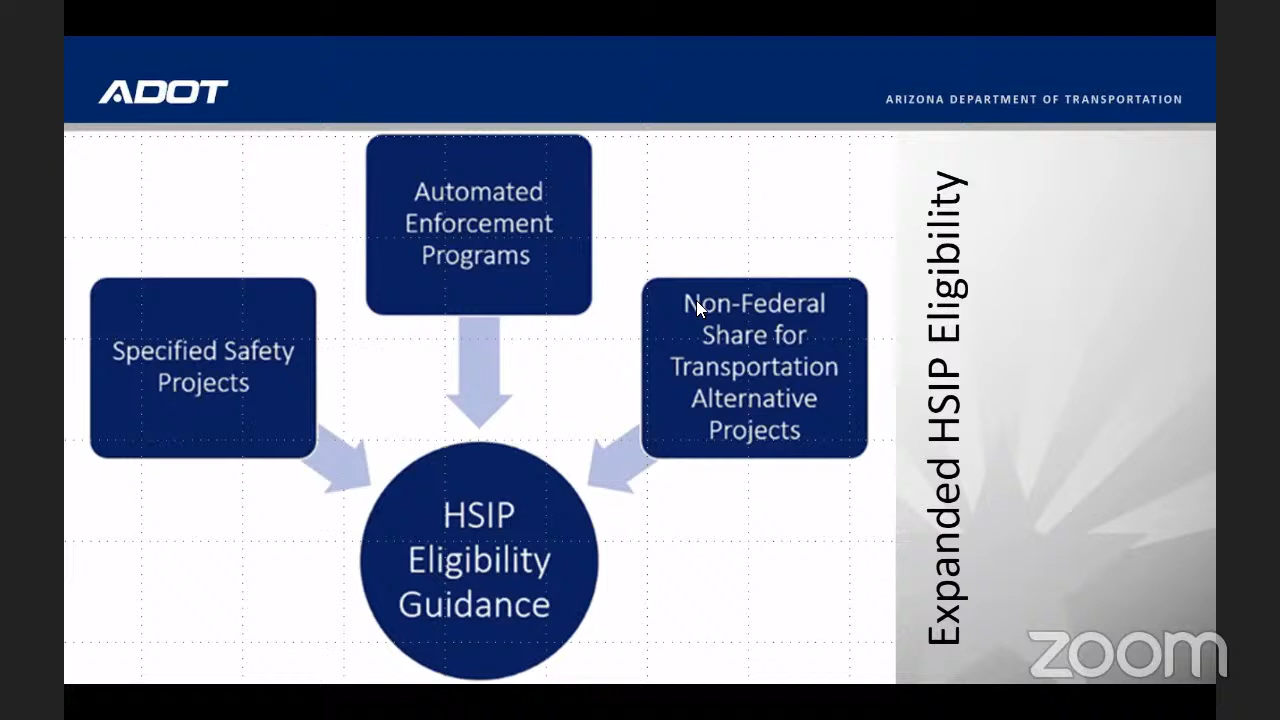 ADOT
ARIZONA DEPARTMENT OF TRANSPORTATION
Automated
Enforcement
Programs
Specified Safety
Projects
Non-Federal
Share for
Transportation
Alternative
Projects
HSIP
Eligibility
Guidance
Expanded HSIP Eligibility
zoom